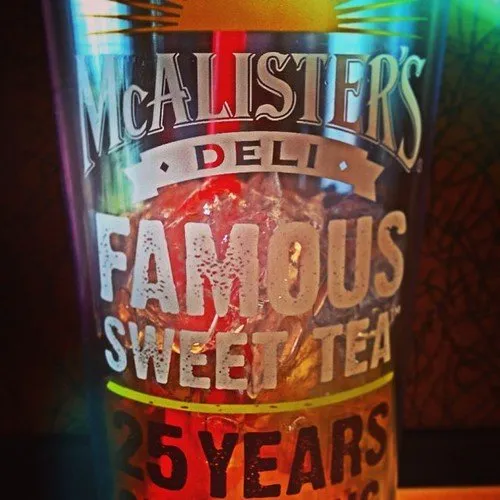 McALISTER'S
DELI
FAMOUS
SWEET TEA
25 YEARS